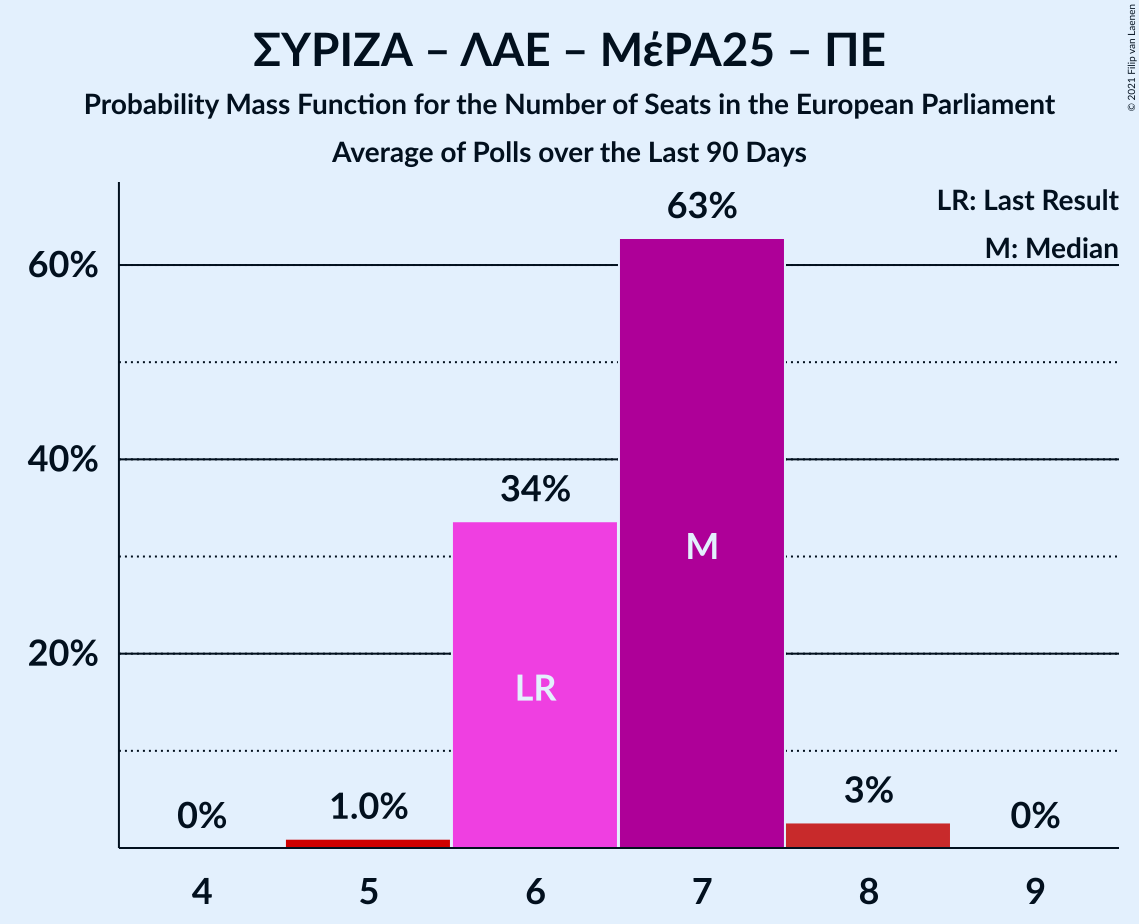 ΣΥΡΙΖΑ – ΛΑΕ – ΜέΡΑ25 – ΠΕ
Probability Mass Function for the Number of Seats in the European Parliament
Average of Polls over the Last 90 Days
© 2021 Filip van Laenen
LR: Last Result
M: Median
60%
40%
20%
0%
1.0%
34%
63%
3%
0%
LR
M
4
5
6
7
8
9